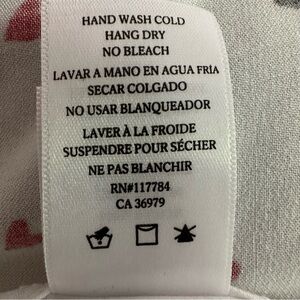 HAND WASH COLD
HANG DRY
NO BLEACH
LAVAR A MANO EN AGUA FRIA
SECAR COLGADO
NO USAR BLANQUEADOR
LAVER À LA FROIDE
SUSPENDRE POUR SÉCHER
NE PAS BLANCHIR
RN#117784
CA 36979